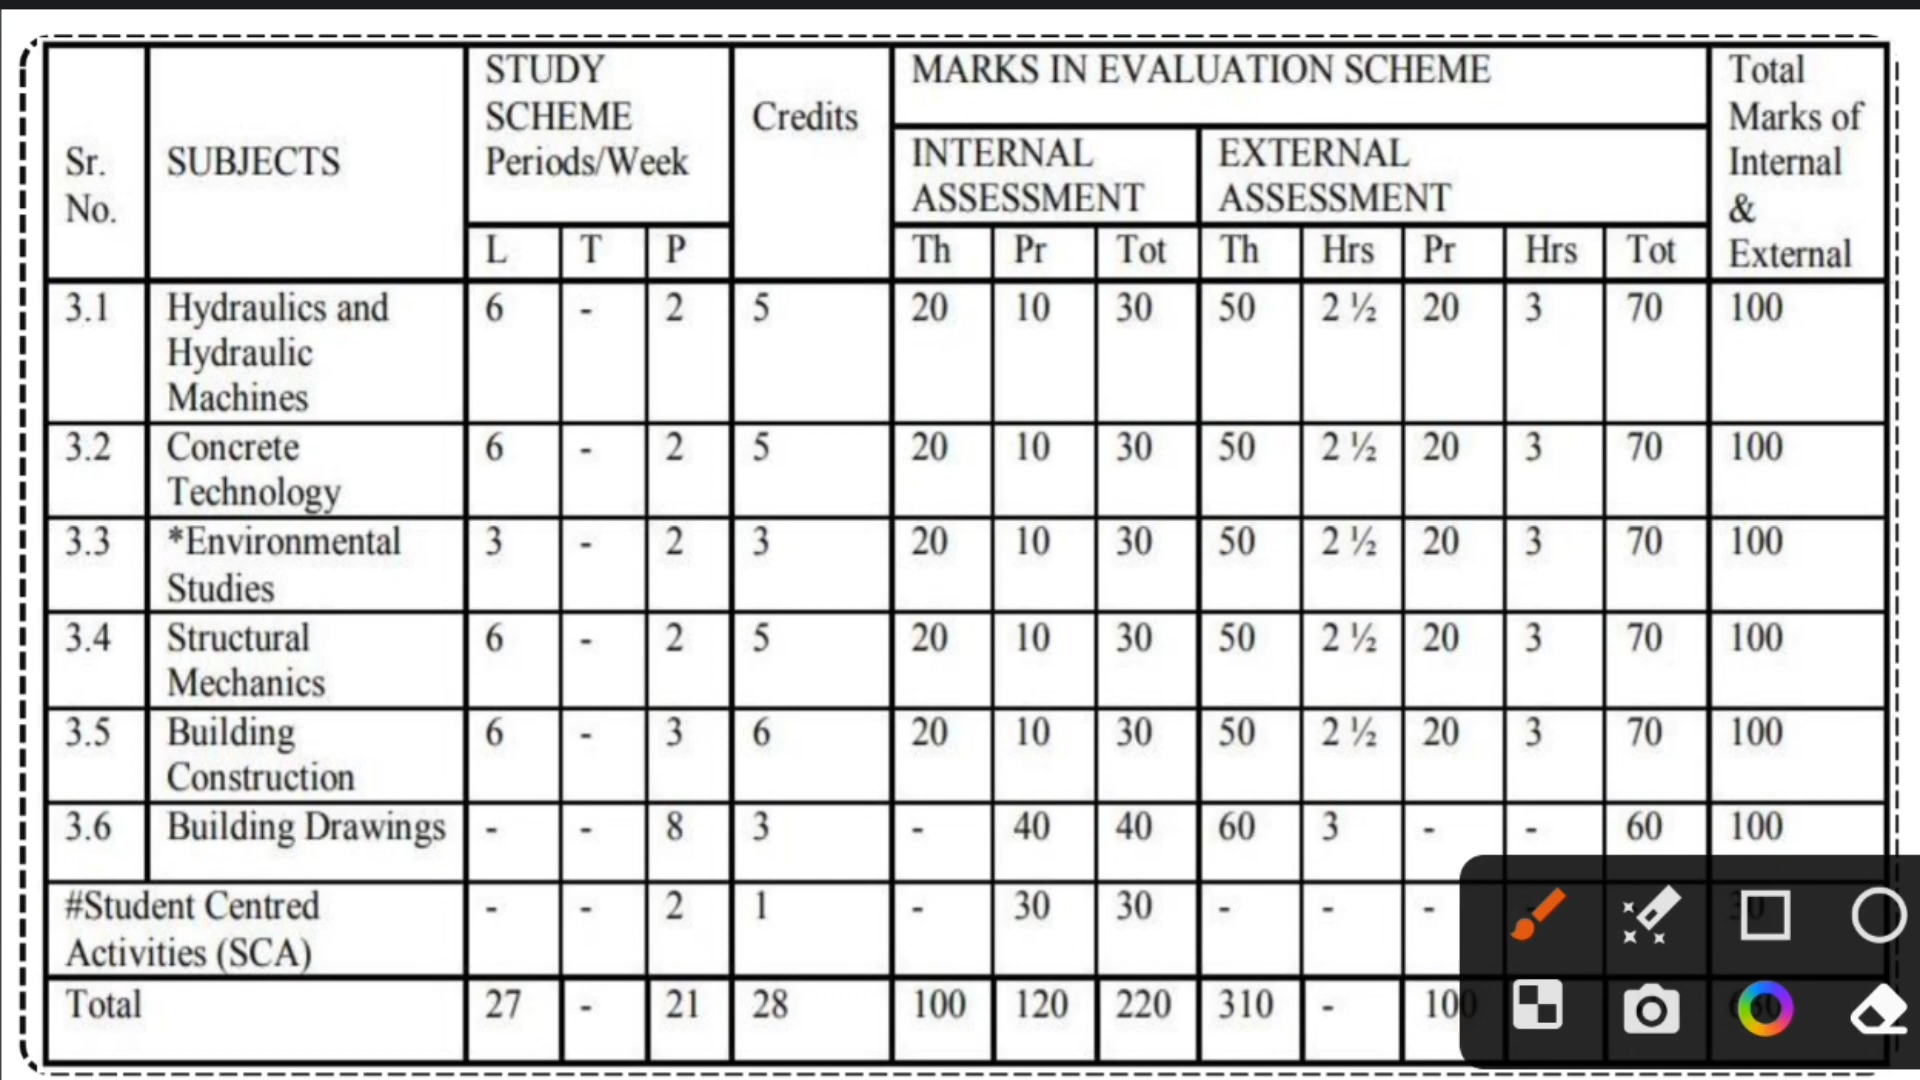 Sr. No. SUBJECTS STUDY SCHEME Periods/Week Credits MARKS IN EVALUATION SCHEME Total Marks of Internal & External
INTERNAL ASSESSMENT EXTERNAL ASSESSMENT
L T P Th Pr Tot Th Hrs Pr Hrs Tot
3.1 Hydraulics and 6 - 2 5 20 10 30 50 2 ½ 20 3 70 100
Hydraulic
Machines
3.2 Concrete 6 - 2 5 20 10 30 50 2 ½ 20 3 70 100
Technology
3.3 *Environmental 3 - 2 3 20 10 30 50 2 ½ 20 3 70 100
Studies
3.4 Structural 6 - 2 5 20 10 30 50 2 ½ 20 3 70 100
Mechanics
3.5 Building 6 - 3 6 20 10 30 50 2 ½ 20 3 70 100
Construction
3.6 Building Drawings - - 8 3 - 40 40 60 3 - - 60 100
#Student Centred - - 2 1 - 30 30 - - - - 30
Activities (SCA)
Total 27 - 21 28 100 120 220 310 - 100